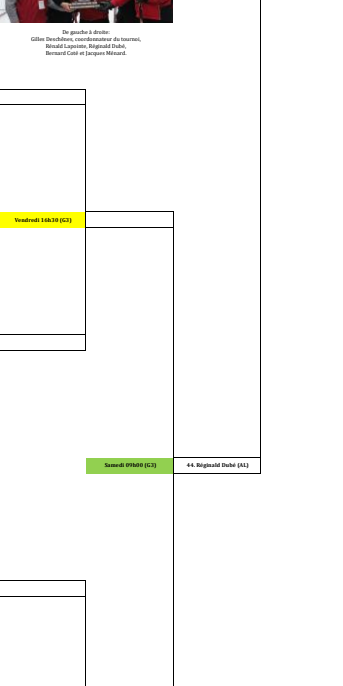 De gauche à droite:
Gilles Deschênes, coordonnateur du tournoi,
Rénald Lapointe, Réginald Dubé,
Bernard Coté et Jacques Ménard.
Vendredi 16h30 (G3)
Samedi 09h00 (G3)
44. Réginald Dubé (AL)